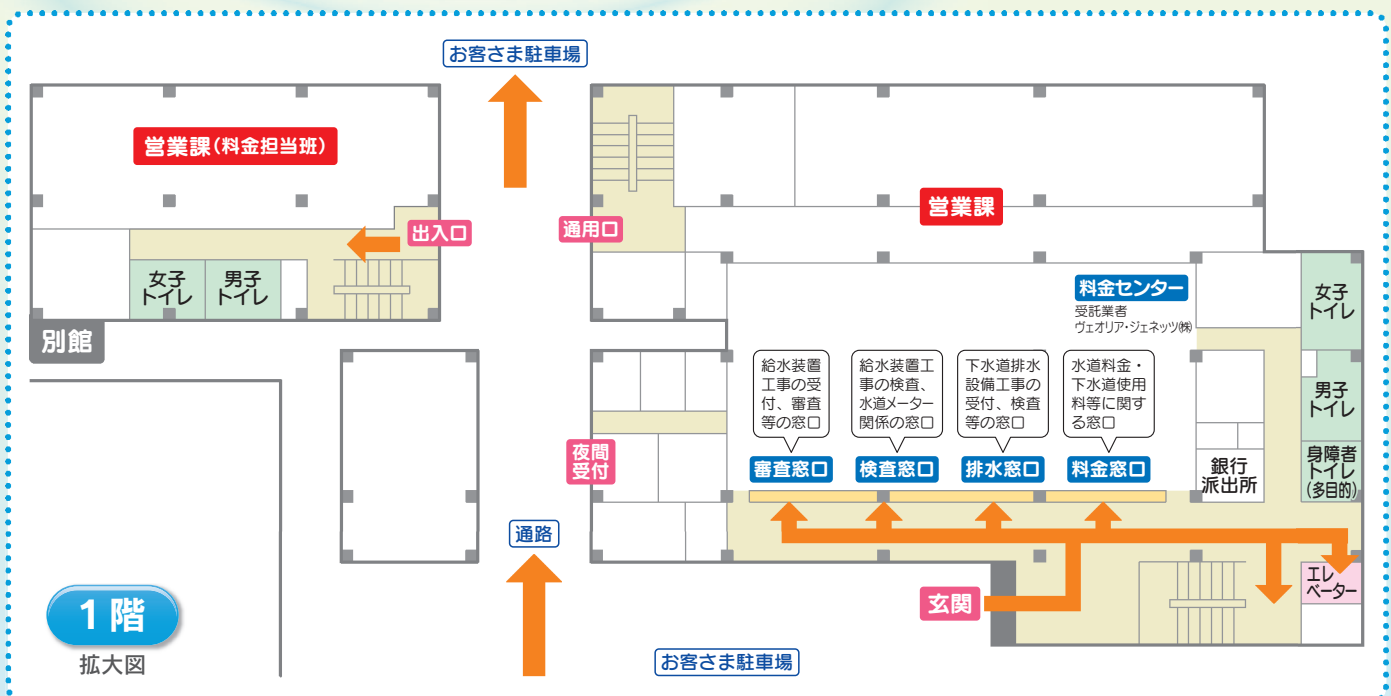 お客さま駐車場
営業課(料金担当班)
営業課
出入口
通用口
女子
トイレ
男子
トイレ
料金センター
受託業者
ヴェオリア・ジェネッツ㈱
女子
トイレ
別館
給水装置
工事の受
付、審査
等の窓口
給水装置工
事の検査、
水道メーター
関係の窓口
下水道排水
設備工事の
受付、検査
等の窓口
水道料金・
下水道使用
料等に関す
る窓口
男子
トイレ
夜間
受付
審査窓口
検査窓口
排水窓口
料金窓口
銀行
派出所
身障者
トイレ
(多目的)
通路
エレ
ベーター
玄関
1階
拡大図
お客さま駐車場